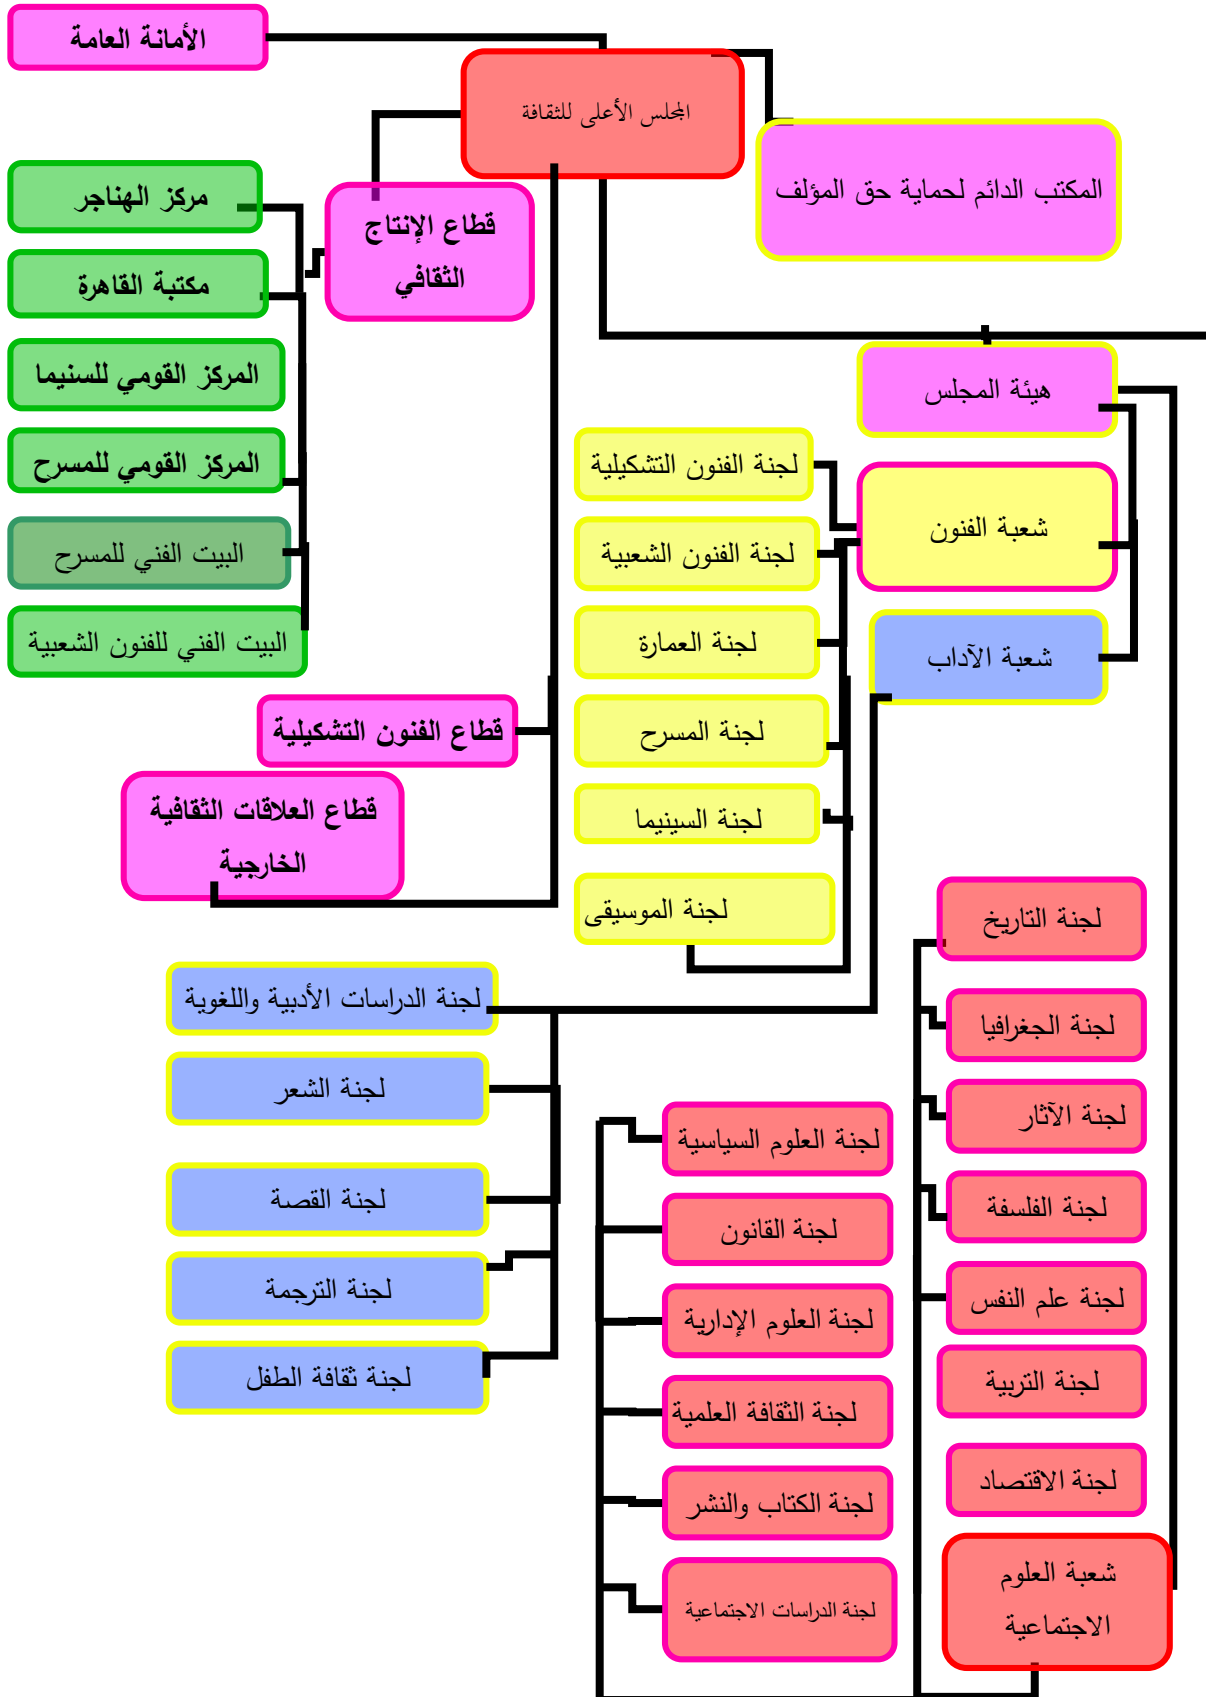 الأمانة العامة
المجلس الأعلى للثقافة
المكتب الدائم لحماية حق المؤلف
قطاع الإنتاج
الثقافي
مركز الهناجر
مكتبة القاهرة
المركز القومي للسنيما
المركز القومي للمسرح
البيت الفني للمسرح
البيت الفني للفنون الشعبية
هيئة المجلس
شعبة الفنون
شعبة الآداب
لجنة الفنون التشكيلية
لجنة الفنون الشعبية
لجنة العمارة
لجنة المسرح
لجنة السينيما
لجنة الموسيقى
قطاع الفنون التشكيلية
قطاع العلاقات الثقافية
الخارجية
لجنة الدراسات الأدبية واللغوية
لجنة الشعر
لجنة القصة
لجنة الترجمة
لجنة ثقافة الطفل
لجنة التاريخ
لجنة الجغرافيا
لجنة الآثار
لجنة الفلسفة
لجنة علم النفس
لجنة التربية
لجنة الاقتصاد
شعبة العلوم
الاجتماعية
لجنة العلوم السياسية
لجنة القانون
لجنة العلوم الإدارية
لجنة الثقافة العلمية
لجنة الكتاب والنشر
لجنة الدراسات الاجتماعية